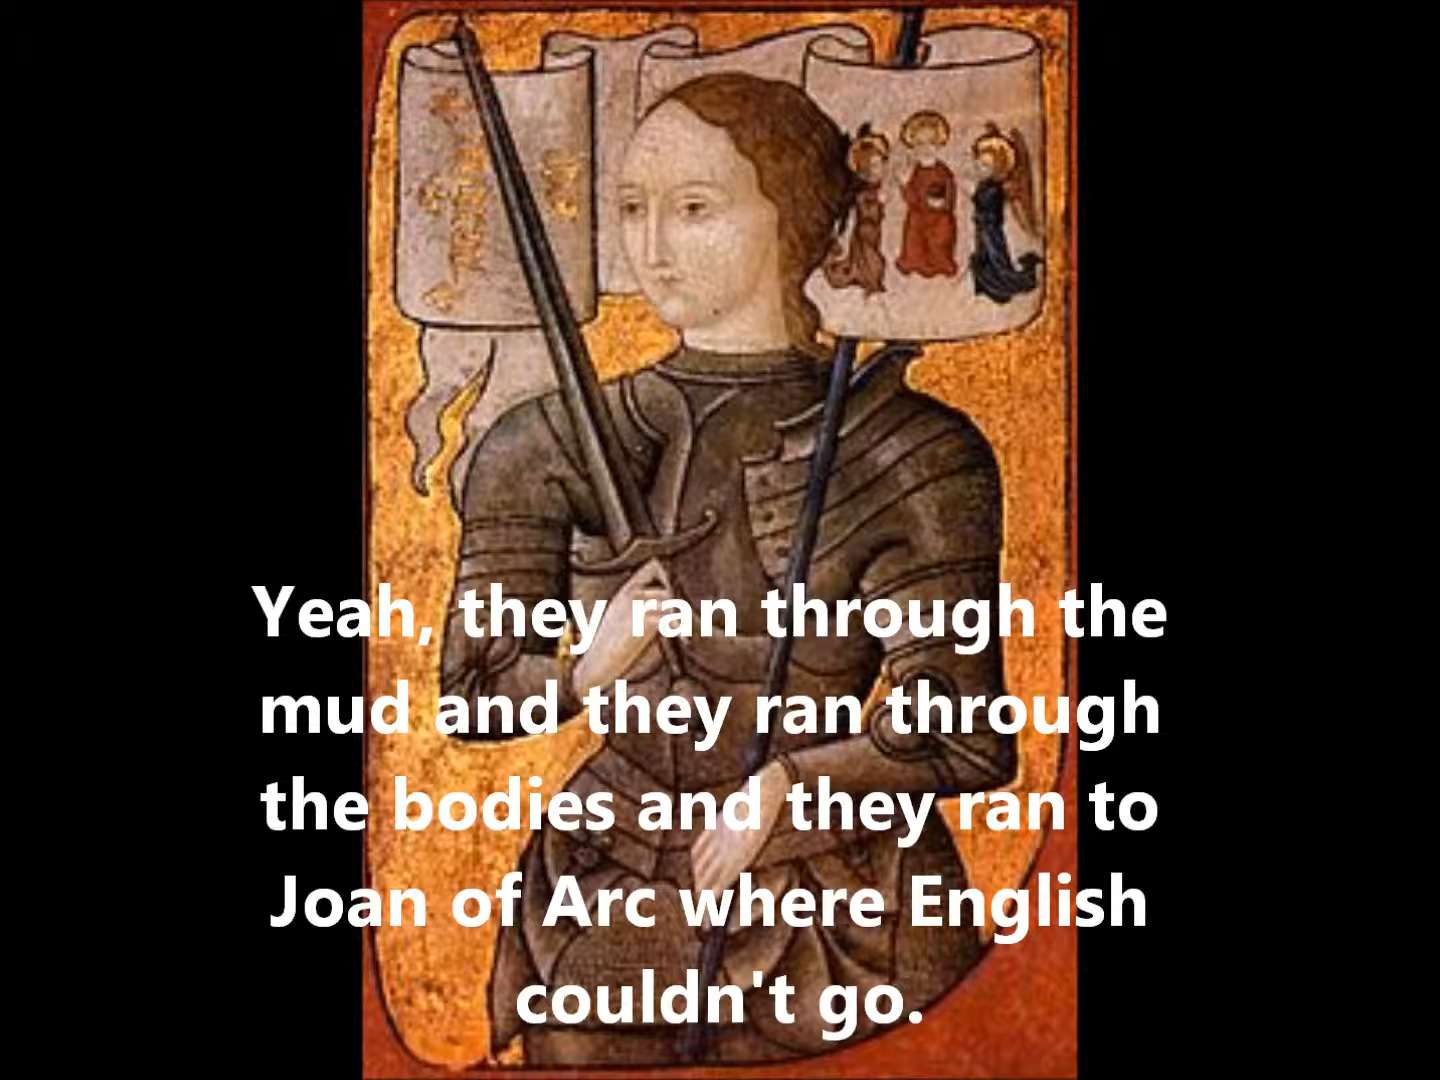 Yeah, they ran through the
mud and they ran through
the bodies and they ran to
Joan of Arc where English
couldn't go.